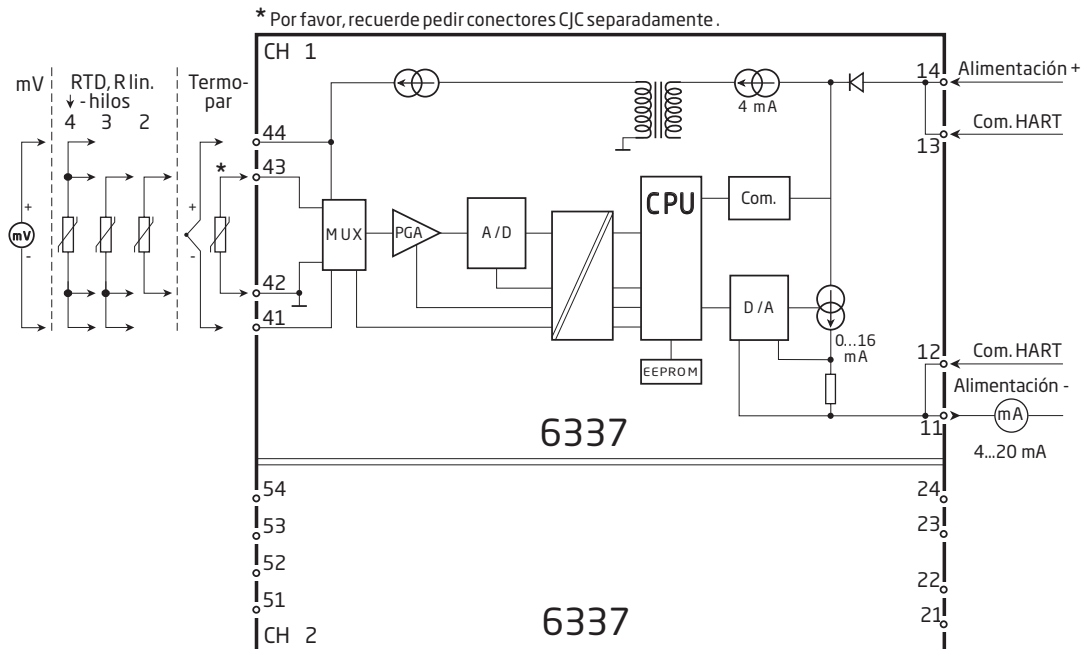 * Por favor, recuerde pedir conectores CJC separadamente.
CH 1
mV
RTD, R lin.
- hilos
4 3 2
Termo-
par
*
+
mV
-
+
-
44
43
42
41
MUX
PGA
A/D
CPU
Com.
D/A
EEPROM
4 mA
0...16
mA
14
Alimentación +
Com. HART
13
12
Com. HART
Alimentación -
11
mA
4...20 mA
6337
54
53
52
51
CH 2
24
23
22
21
6337